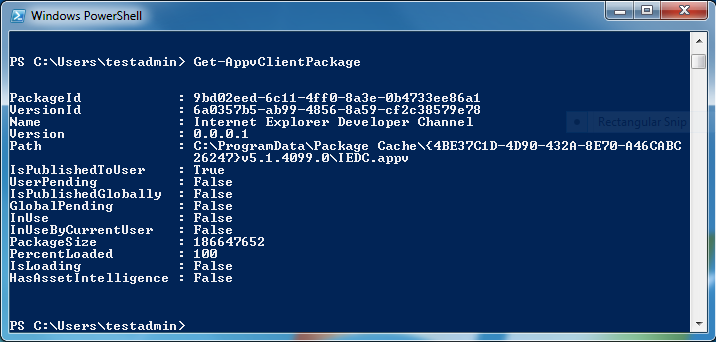 Windows PowerShell
PS C:\Users\testadmin> Get-AppvClientPackage
PackageId : 9bd02eed-6c11-4ff0-8a3e-0b4733ee86a1
VersionId : 6a0357b5-ab99-4856-8a59-cf2c38579e78
Name : Internet Explorer Developer Channel
Version : 0.0.0.1
Path : C:\ProgramData\Package Cache\{4BE37C1D-4D90-432A-8E70-A46CABC
26247}v5.1.4099.0\IEDC.appv
IsPublishedToUser : True
UserPending : False
IsPublishedGlobally : False
GlobalPending : False
InUse : False
InUseByCurrentUser : False
PackageSize : 186647652
PercentLoaded : 100
IsLoading : False
HasAssetIntelligence : False
Rectangular Snip
PS C:\Users\testadmin>